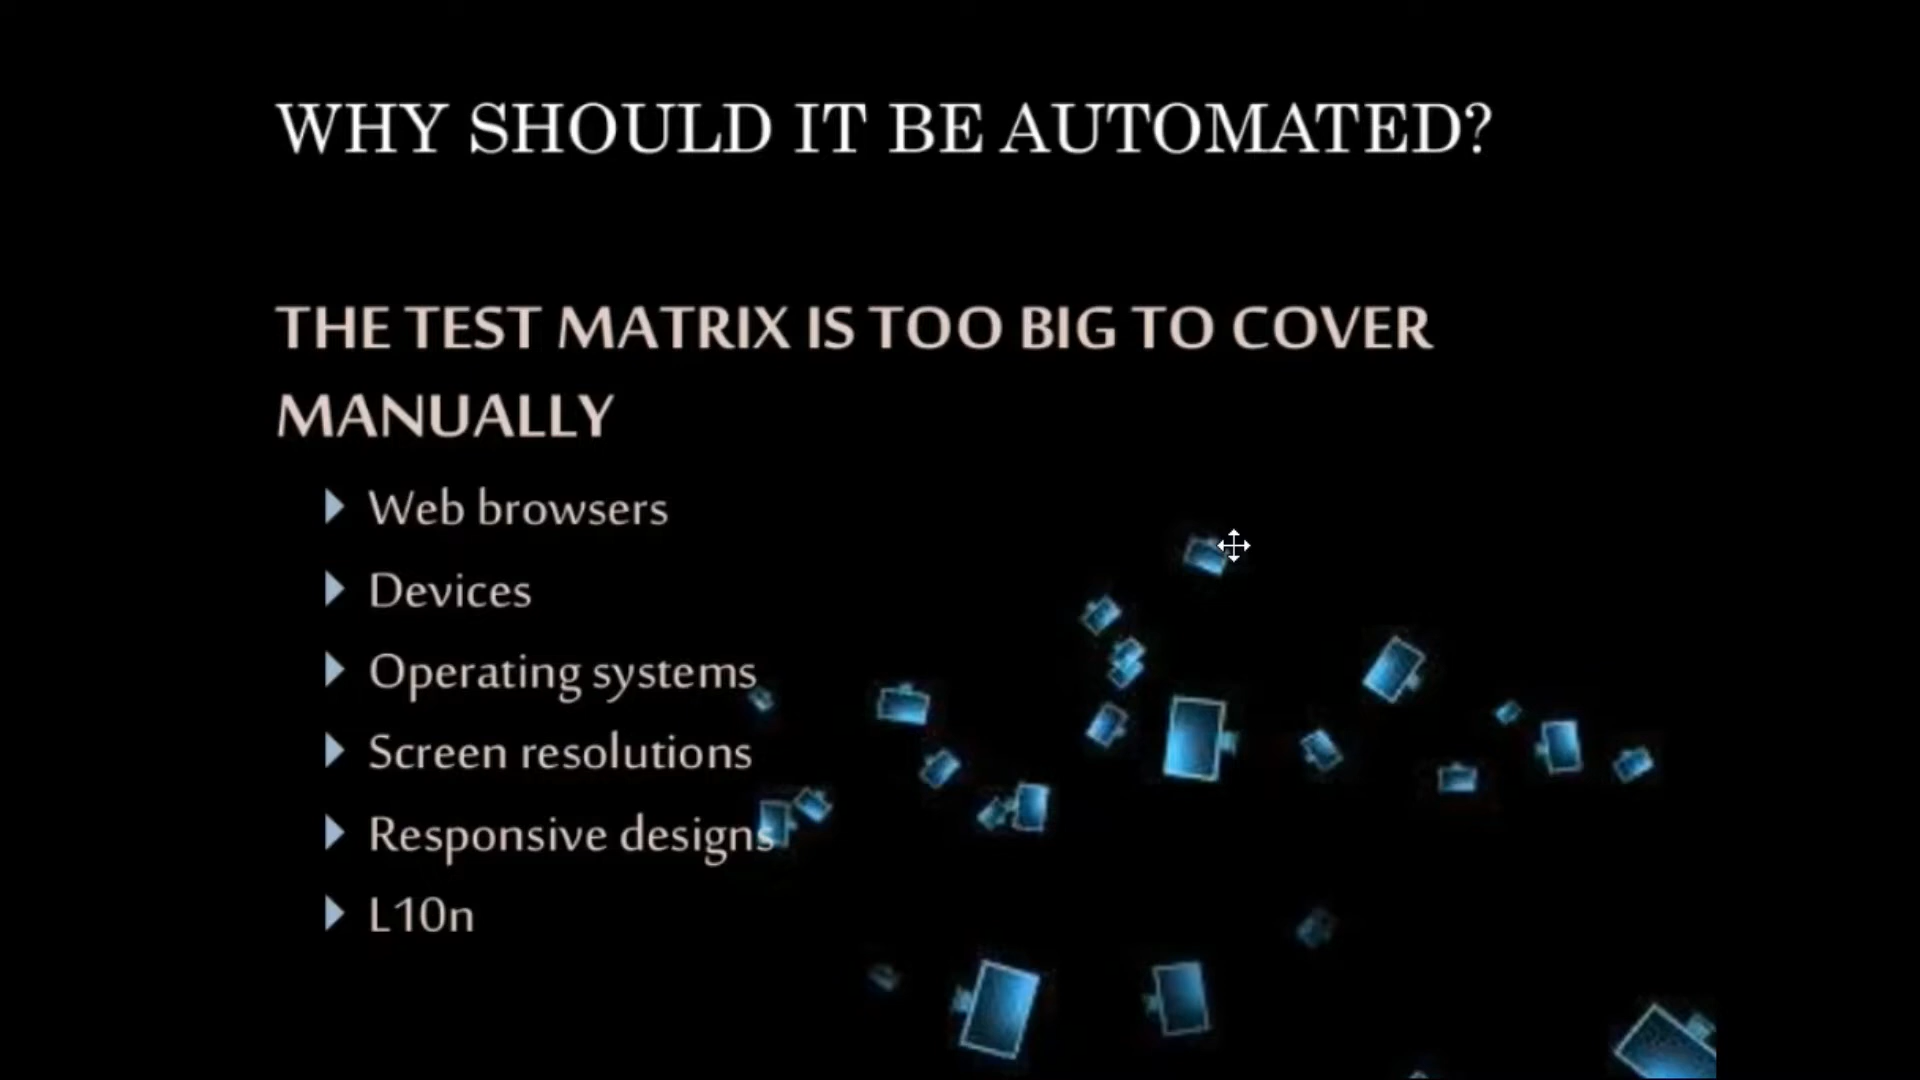 WHY SHOULD IT BE AUTOMATED?
THE TEST MATRIX IS TOO BIG TO COVER
MANUALLY
Web browsers
Devices
Operating systems
Screen resolutions
Responsive designs
L10n